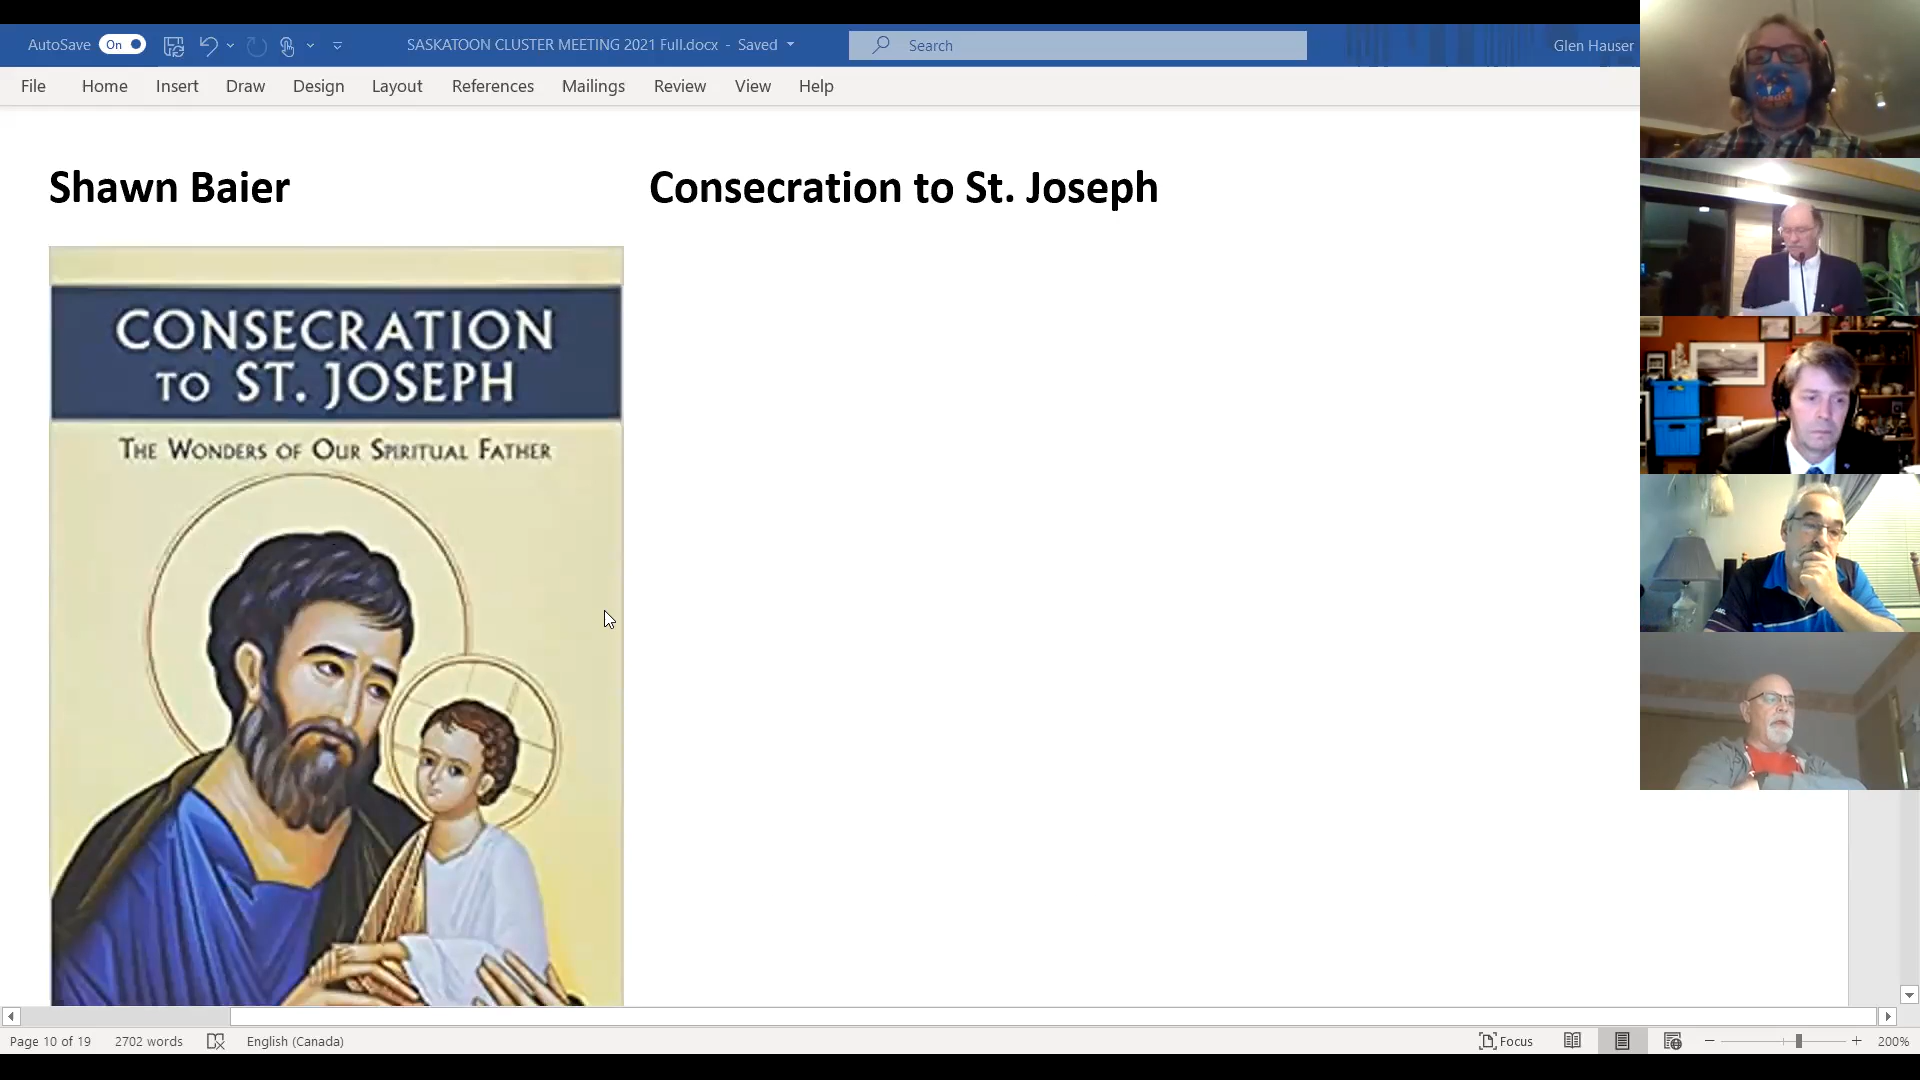 AutoSave On SASKATOON CLUSTER MEETING 2021 Full.docx - Saved Search Glen Hauser
File Home Insert Draw Design Layout References Mailings Review View Help
Shawn Baier Consecration to St. Joseph
CONSECRATION
TO ST. JOSEPH
THE WONDERS OF OUR SPIRITUAL FATHER
Page 10 of 19 2702 words English (Canada) Focus 200%